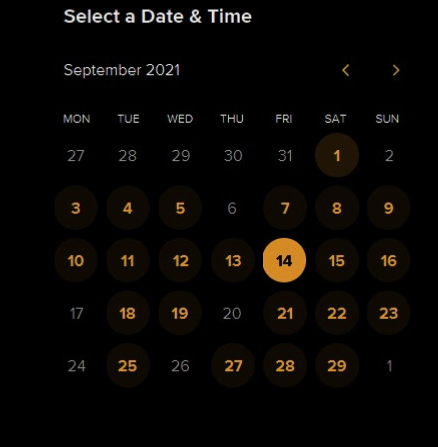 Select a Date & Time
September 2021
MON TUE WED THU FRI SAT SUN
27 28 29 30 31 1 2
3 4 5 6 7 8 9
10 11 12 13 14 15 16
17 18 19 20 21 22 23
24 25 26 27 28 29 1